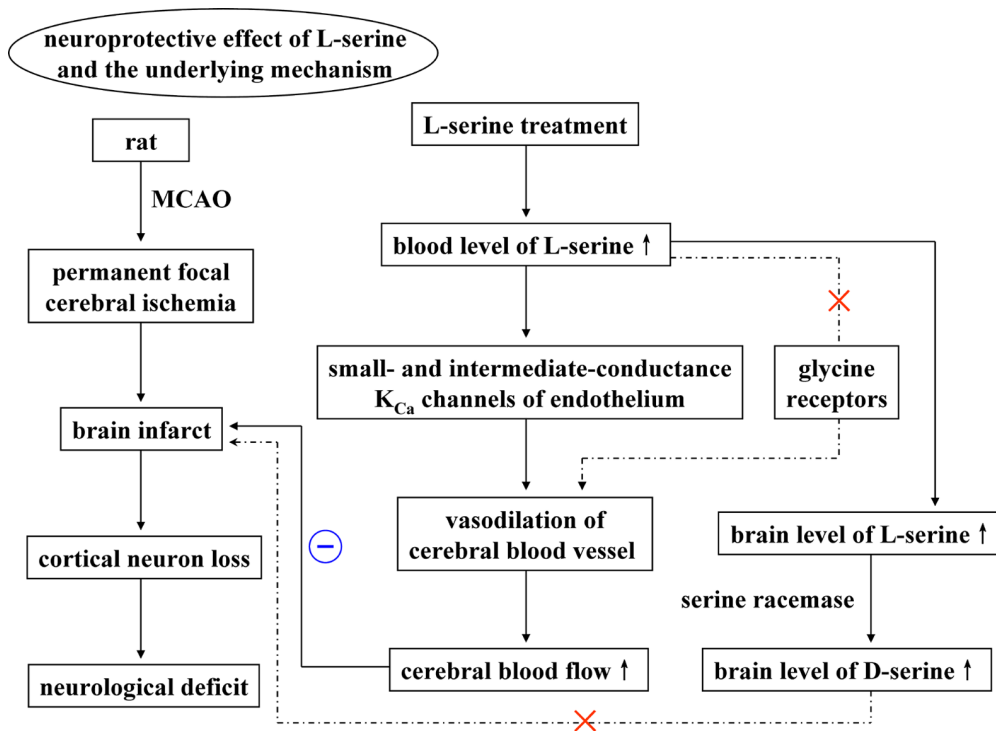 neuroprotective effect of L-serine
and the underlying mechanism
rat
MCAO
permanent focal
cerebral ischemia
brain infarct
cortical neuron loss
neurological deficit
L-serine treatment
blood level of L-serine ↑
small- and intermediate-conductance
K_Ca channels of endothelium
vasodilation of
cerebral blood vessel
cerebral blood flow ↑
glycine
receptors
brain level of L-serine ↑
serine racemase
brain level of D-serine ↑